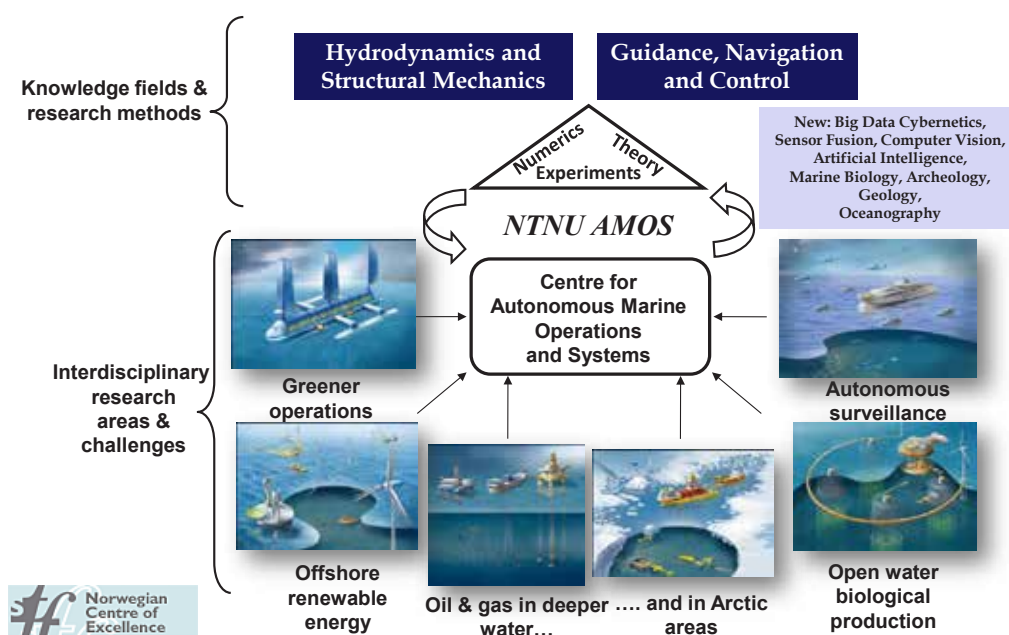 Hydrodynamics and
Structural Mechanics
Guidance, Navigation
and Control
Knowledge fields &
research methods
New: Big Data Cybernetics,
Sensor Fusion, Computer Vision,
Artificial Intelligence,
Marine Biology, Archeology,
Geology,
Oceanography
Numerics
Theory
Experiments
NTNU AMOS
Centre for
Autonomous Marine
Operations
and Systems
Interdisciplinary
research
areas &
challenges
Greener
operations
Autonomous
surveillance
Offshore
renewable
energy
Oil & gas in deeper
water…
…. and in Arctic
areas
Open water
biological
production
Norwegian
Centre of
Excellence